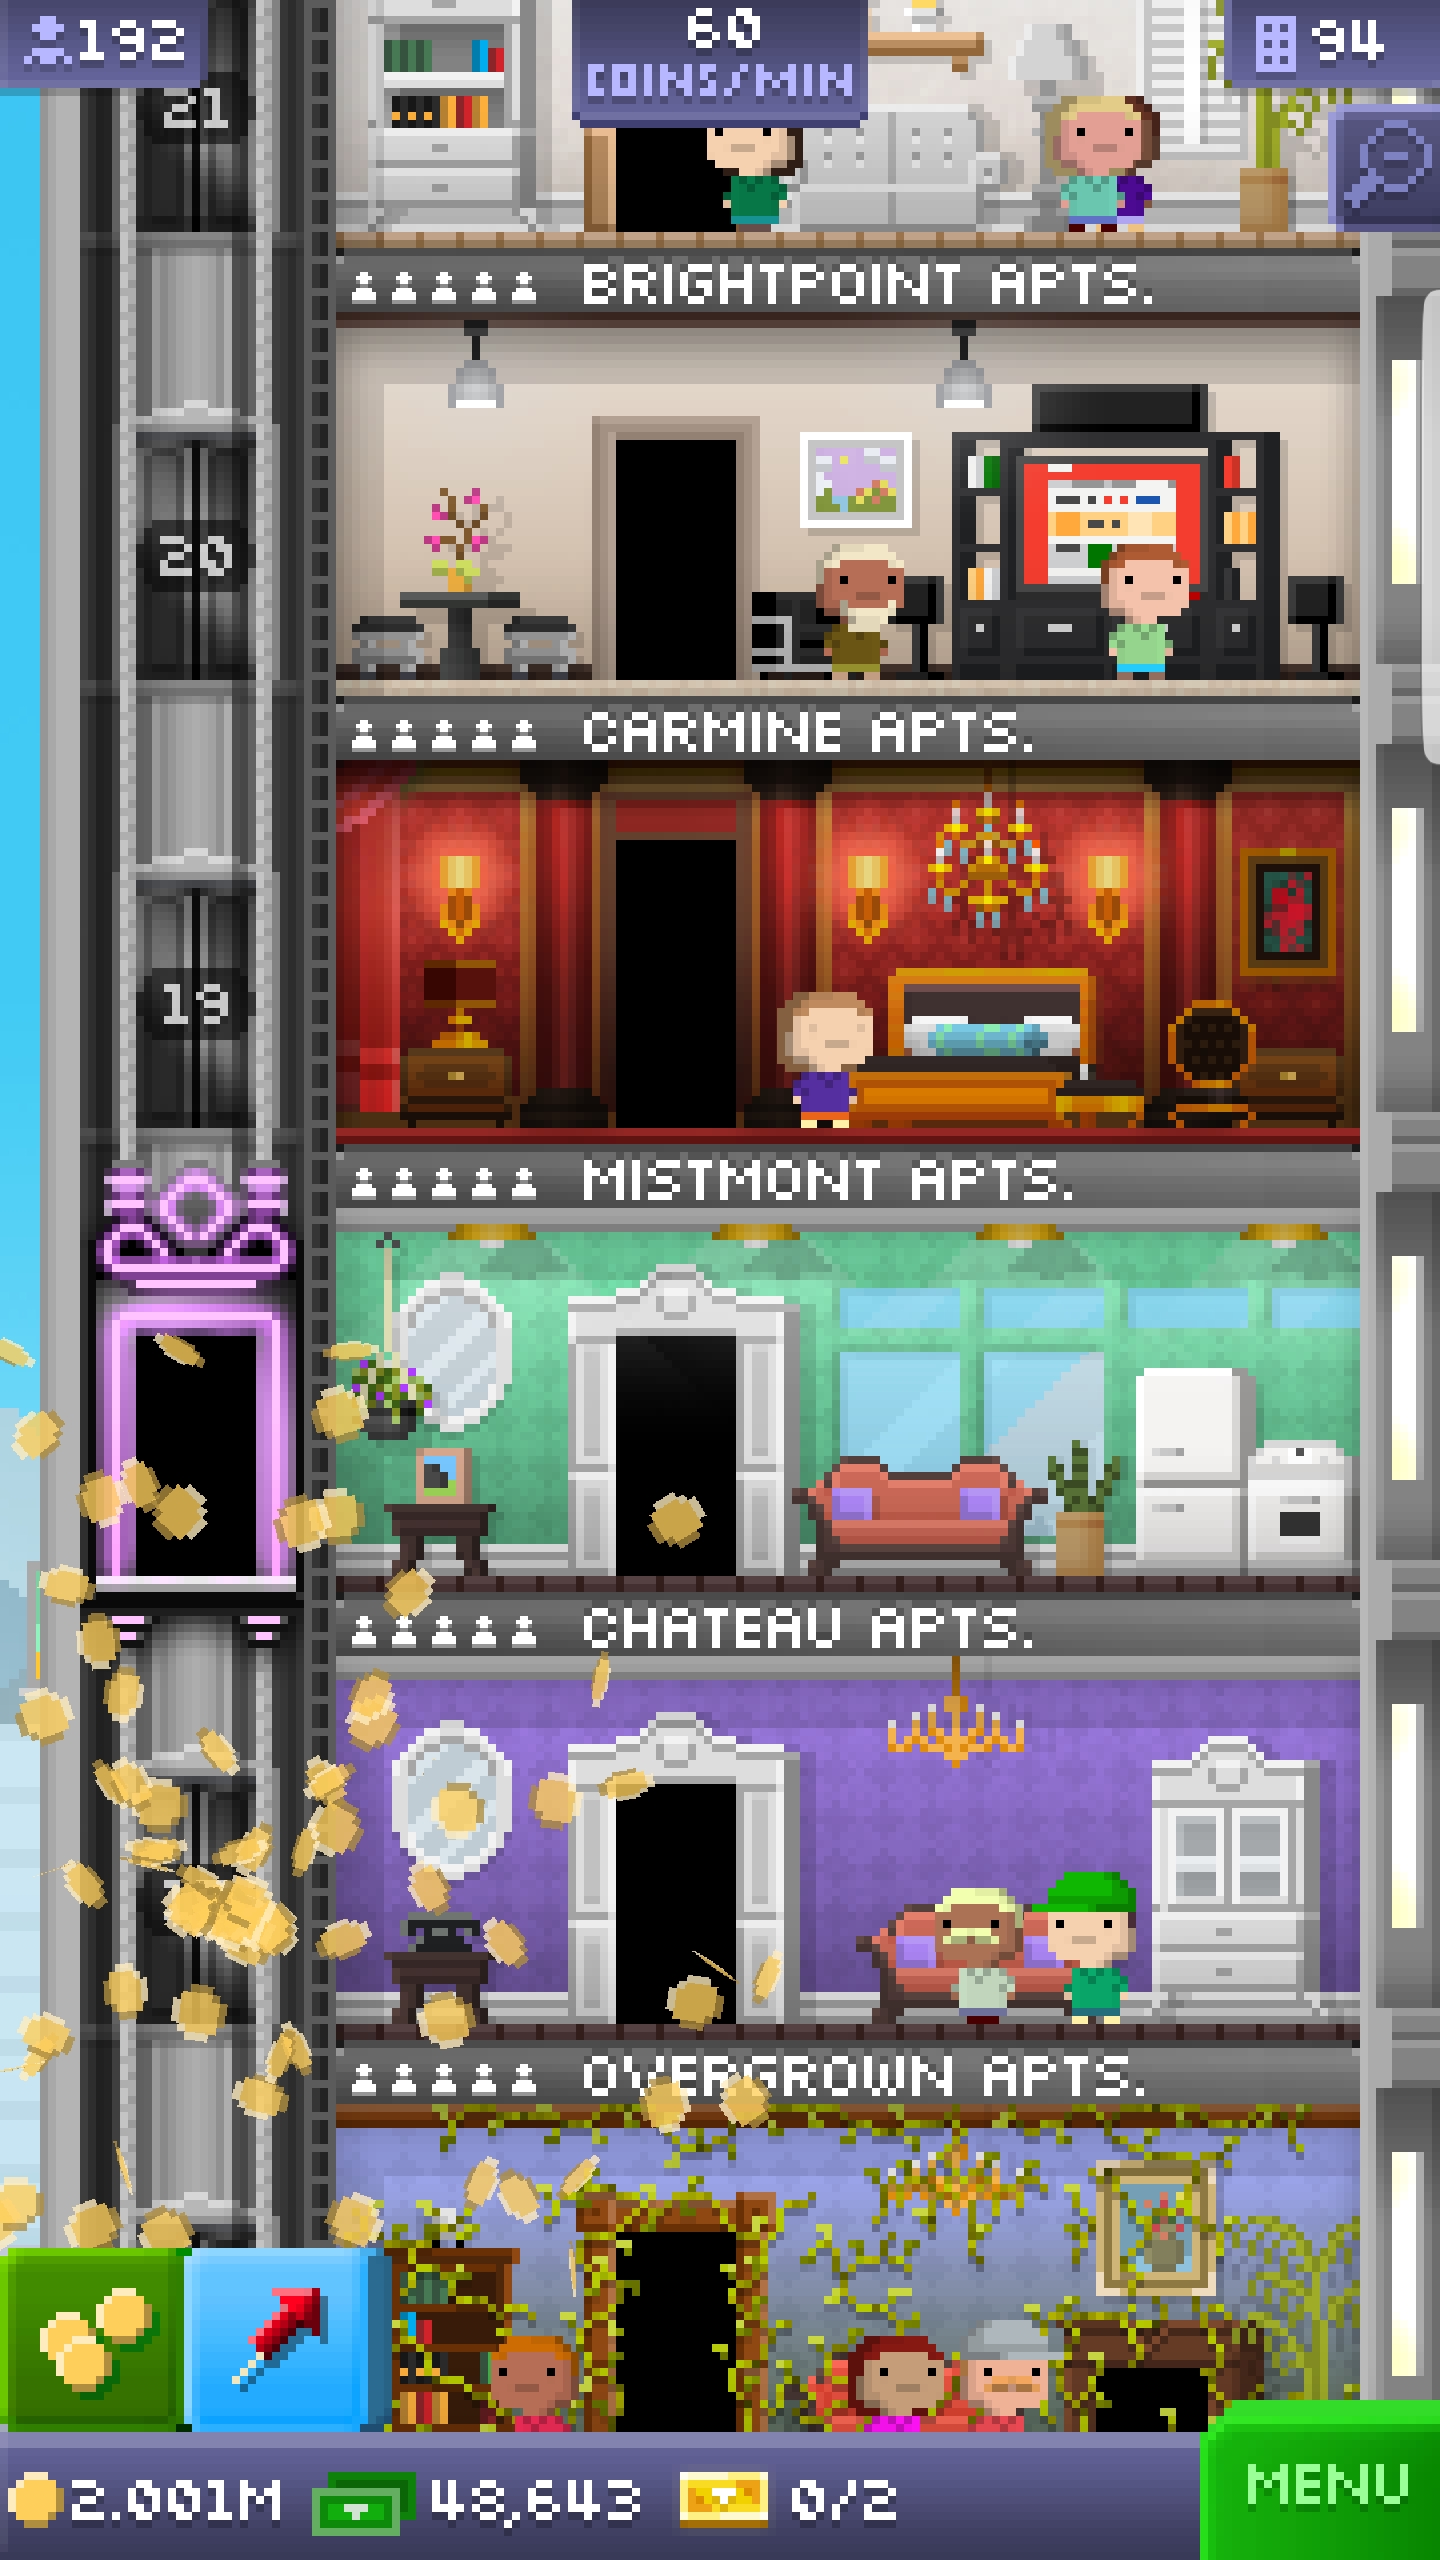 192
60
COINS/MIN
94
21
BRIGHTPOINT APTS.
20
CARMINE APTS.
19
MISTMONT APTS.
CHATEAU APTS.
OVERGROWN APTS.
2.001M
48,643
0/2
MENU